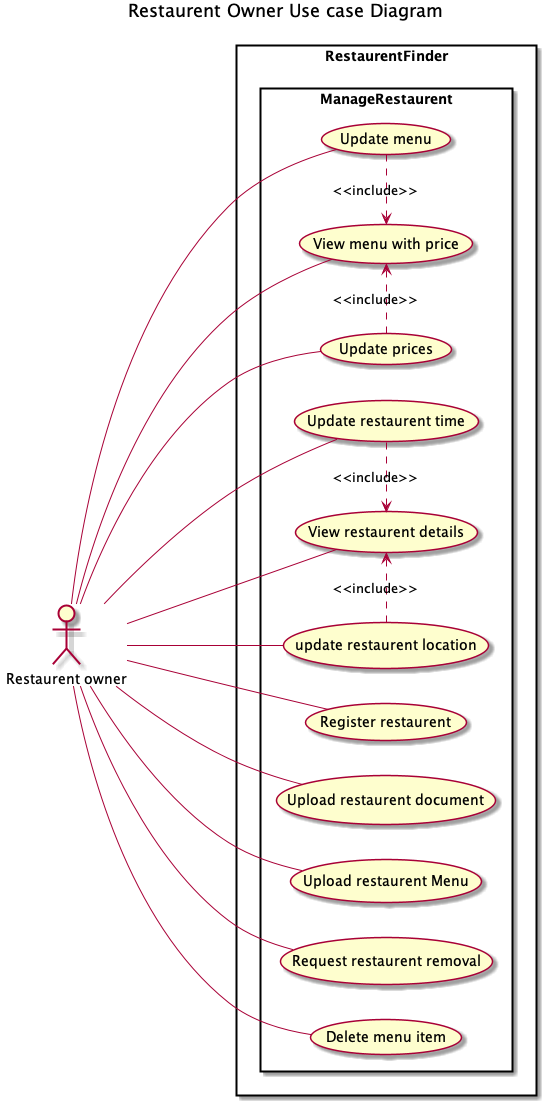 Restaurent Owner Use case Diagram
RestaurentFinder
ManageRestaurent
Update menu
<<include>>
View menu with price
<<include>>
Update prices
Update restaurent time
<<include>>
View restaurent details
<<include>>
update restaurent location
Restaurent owner
Register restaurent
Upload restaurent document
Upload restaurent Menu
Request restaurent removal
Delete menu item